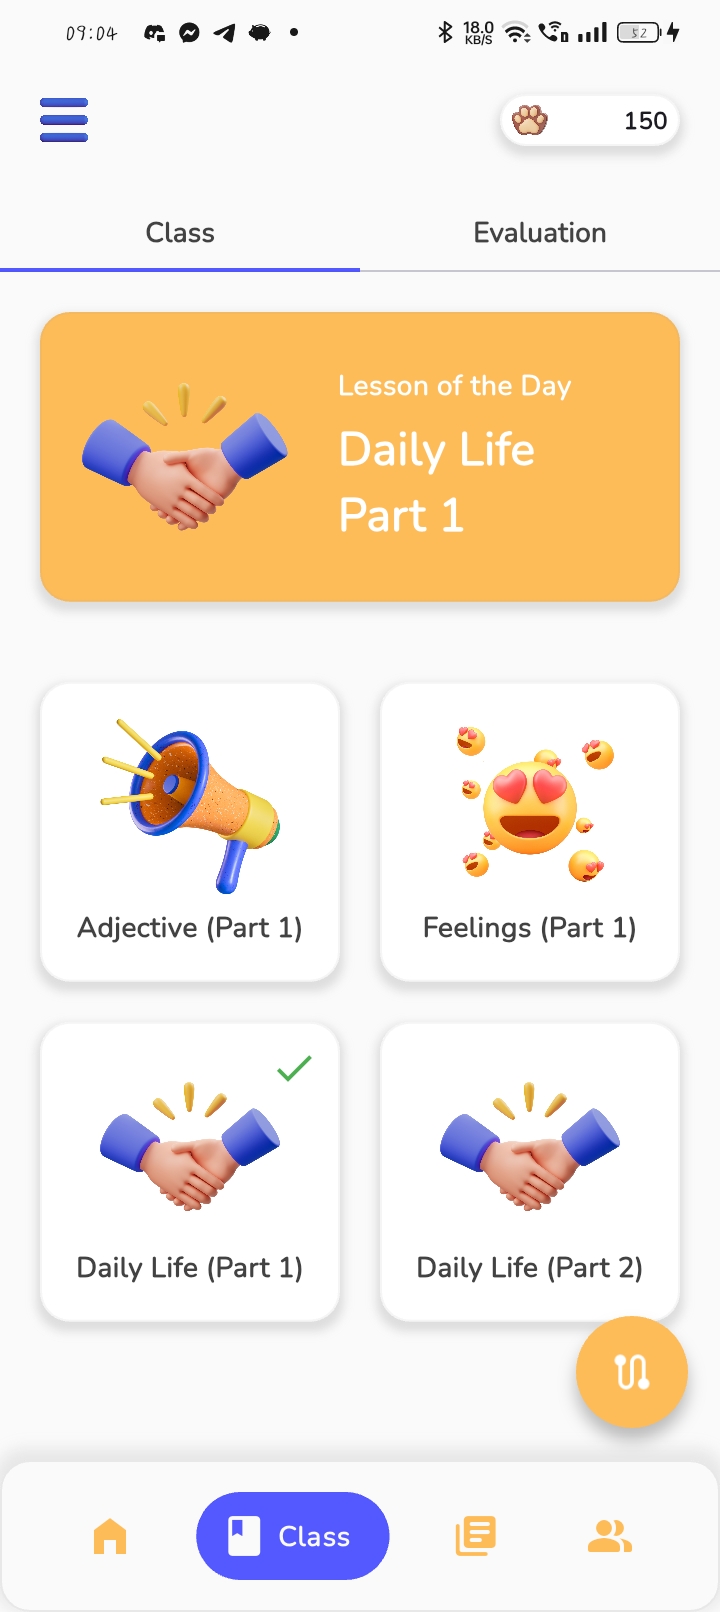 09:04
18.0
KB/S
52
150
Class
Evaluation
Lesson of the Day
Daily Life
Part 1
Adjective (Part 1)
Feelings (Part 1)
Daily Life (Part 1)
Daily Life (Part 2)
Class